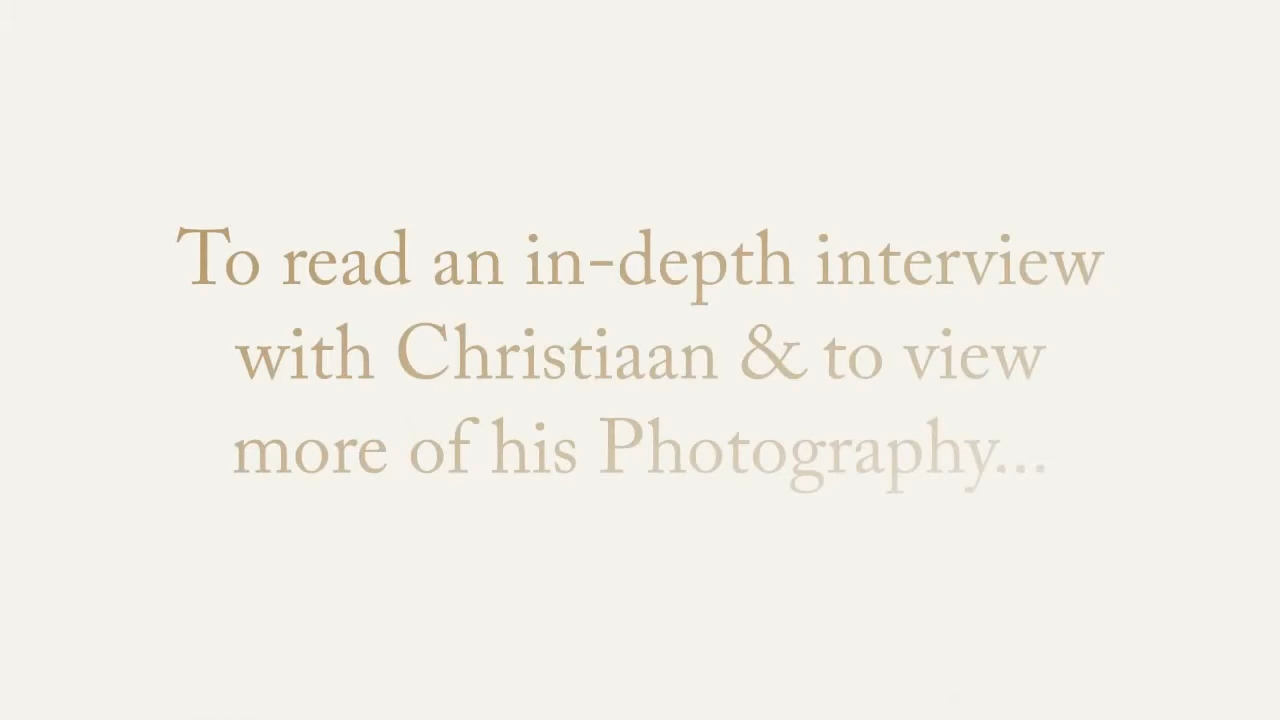 To read an in-depth interview
with Christiaan & to view
more of his Photography...